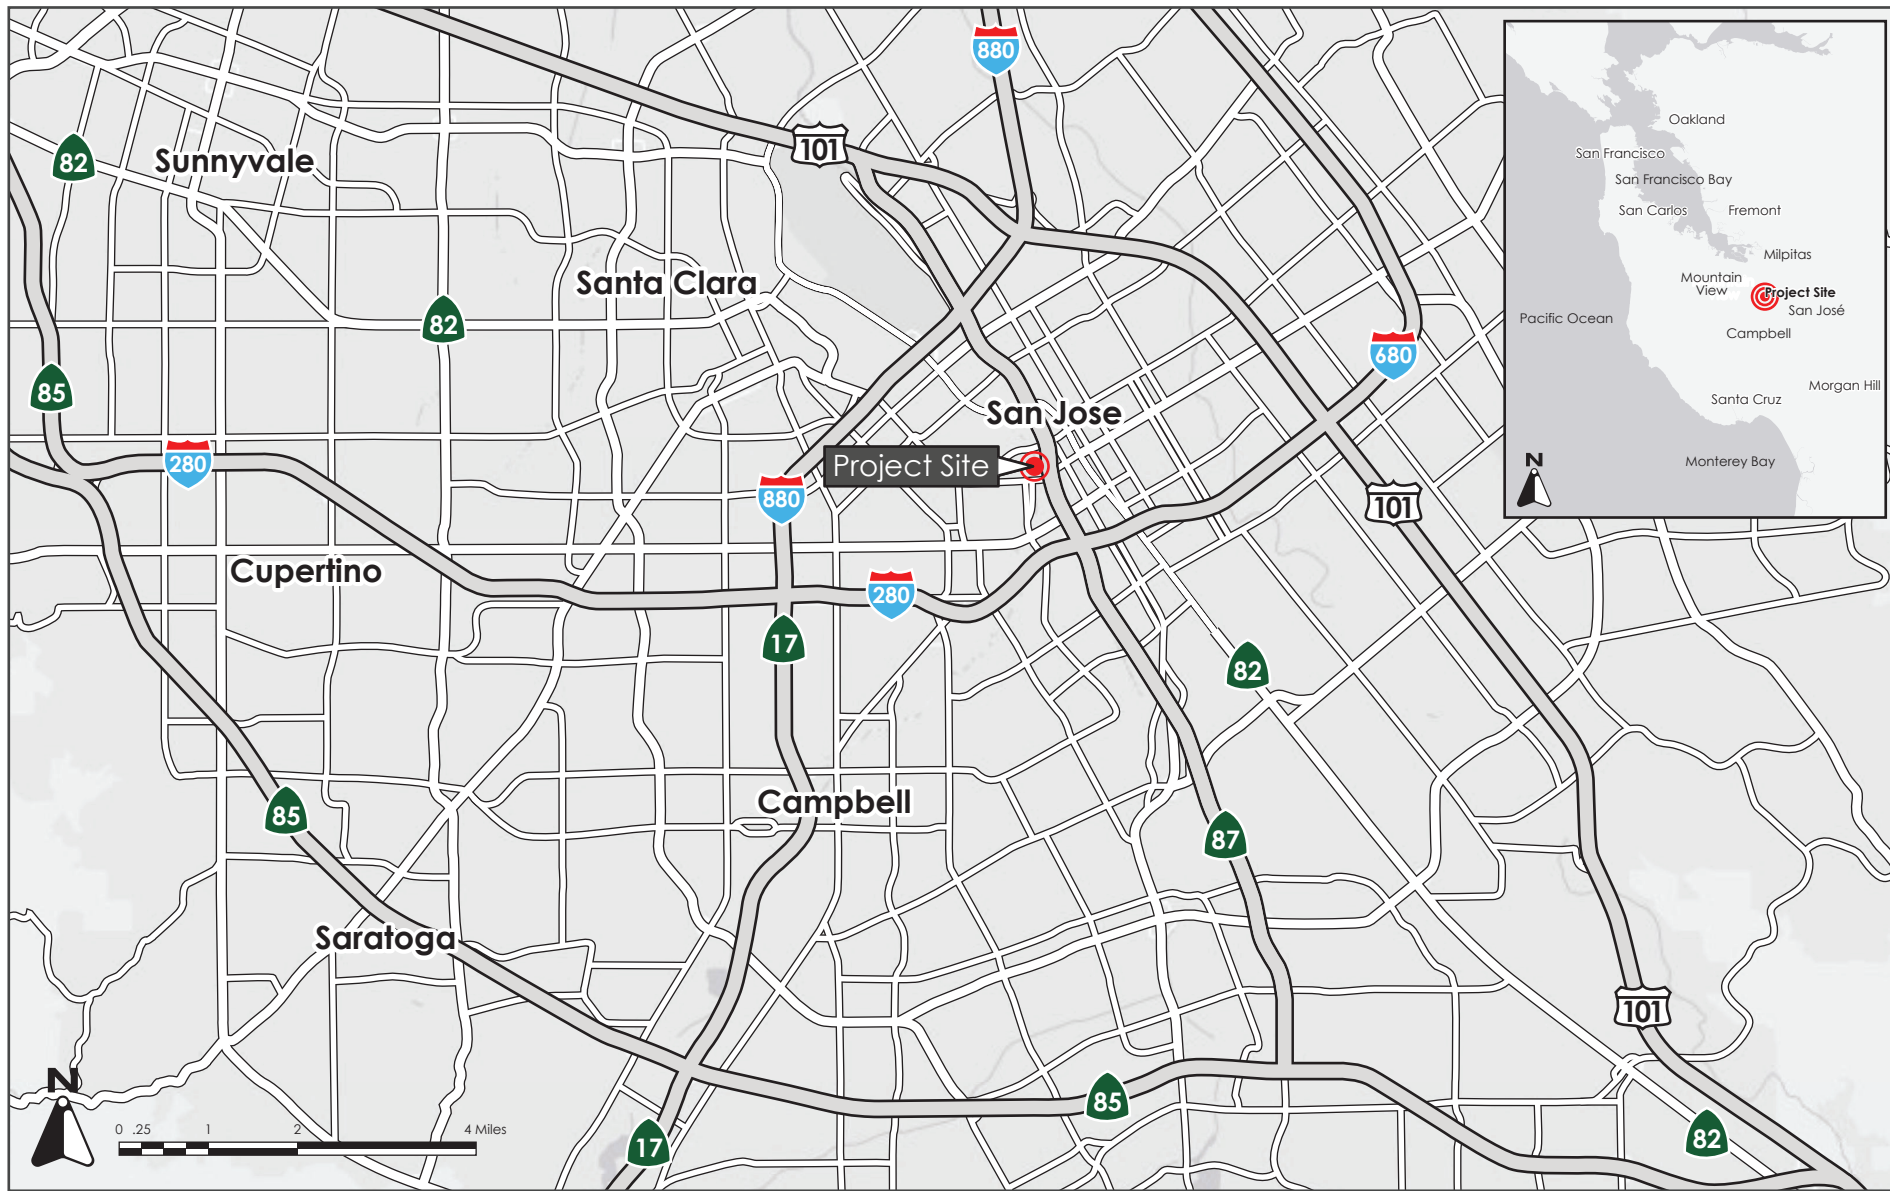 880
101
82
Sunnyvale
Santa Clara
82
680
85
San Jose
280
Project Site
880
101
Cupertino
280
17
82
85
Campbell
87
Saratoga
101
N
85
82
17
0 .25 1 2 4 Miles
Oakland
San Francisco
San Francisco Bay
San Carlos
Fremont
Milpitas
Mountain
View
Project Site
San José
Pacific Ocean
Campbell
Morgan Hill
Santa Cruz
Monterey Bay
N